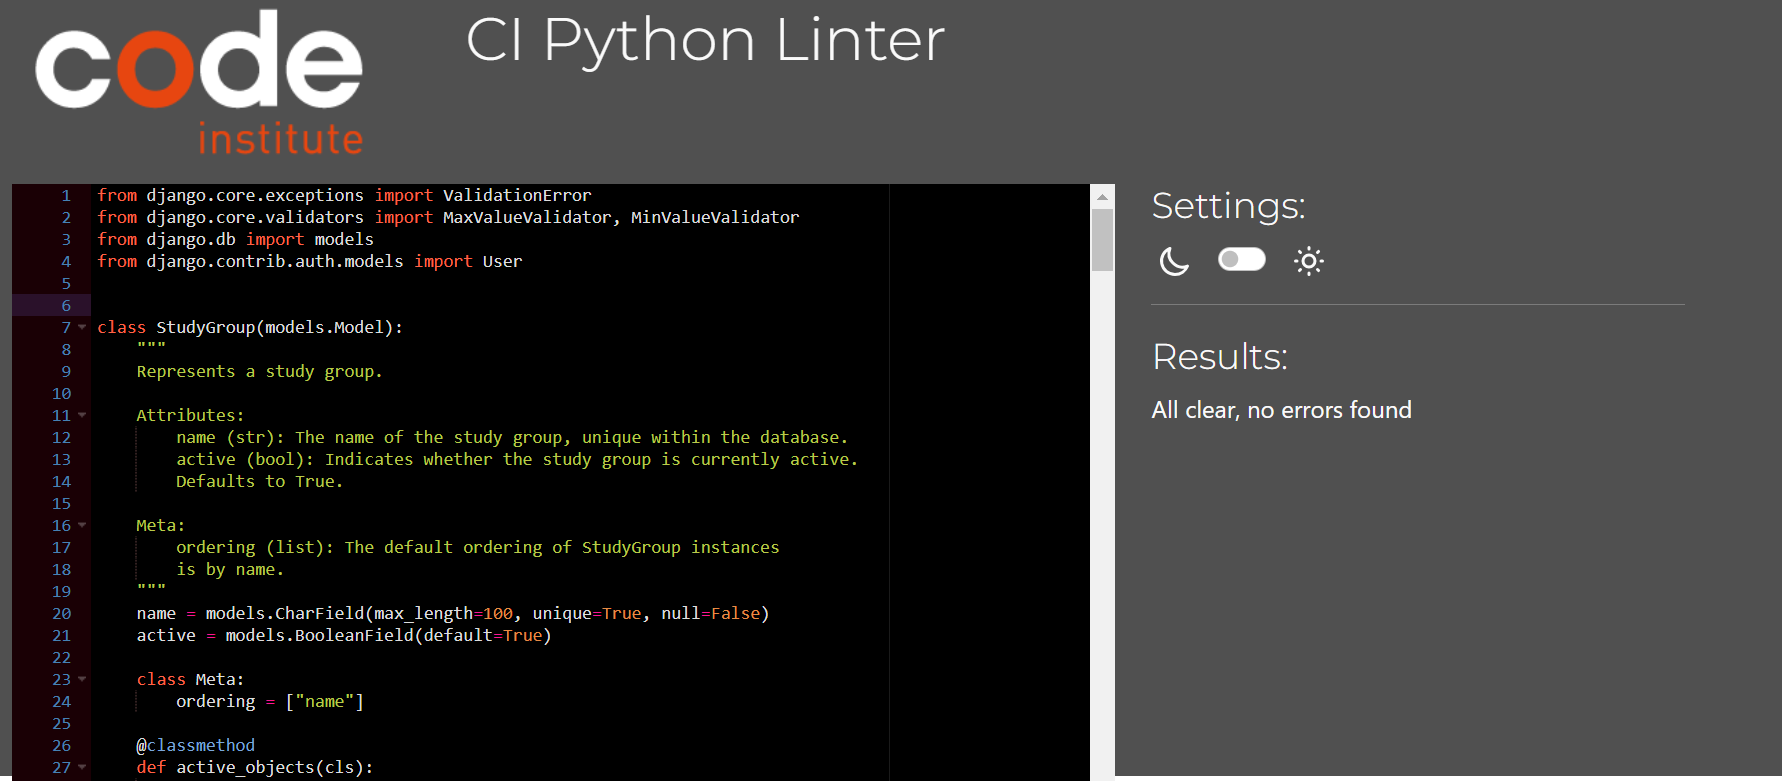 code
institute
CI Python Linter
1 from django.core.exceptions import ValidationError
2 from django.core.validators import MaxValueValidator, MinValueValidator
3 from django.db import models
4 from django.contrib.auth.models import User
5
6
7 class StudyGroup(models.Model):
8     """
9     Represents a study group.
10
11     Attributes:
12         name (str): The name of the study group, unique within the database.
13         active (bool): Indicates whether the study group is currently active.
14         Defaults to True.
15
16     Meta:
17         ordering (list): The default ordering of StudyGroup instances
18         is by name.
19     """
20     name = models.CharField(max_length=100, unique=True, null=False)
21     active = models.BooleanField(default=True)
22
23     class Meta:
24         ordering = ["name"]
25
26     @classmethod
27     def active_objects(cls):
Settings:
Results:
All clear, no errors found